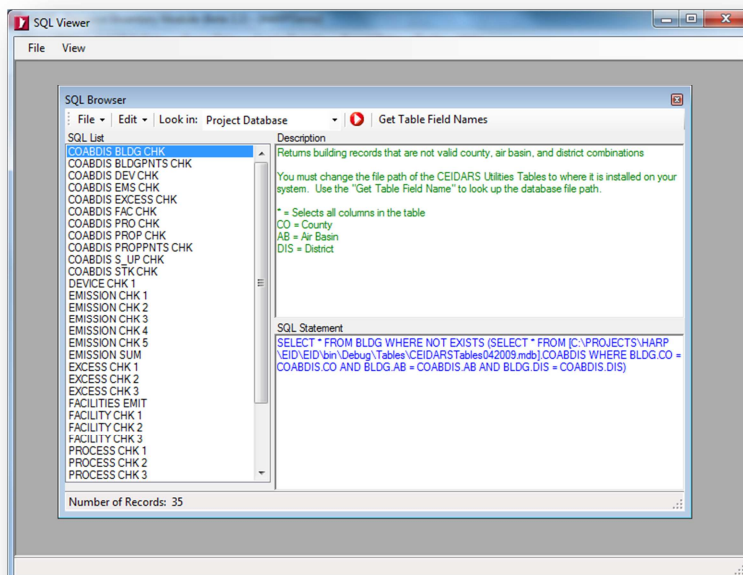 SQL Viewer
File View
SQL Browser
File Edit Look in: Project Database Get Table Field Names
SQL List
COABDIS BLDG CHK
COABDIS BLDGPNTS CHK
COABDIS DEV CHK
COABDIS EMS CHK
COABDIS EXCESS CHK
COABDIS FAC CHK
COABDIS PRO CHK
COABDIS PROP CHK
COABDIS PROPPNTS CHK
COABDIS S_UP CHK
COABDIS STK CHK
DEVICE CHK 1
EMISSION CHK 1
EMISSION CHK 2
EMISSION CHK 3
EMISSION CHK 4
EMISSION CHK 5
EMISSION SUM
EXCESS CHK 1
EXCESS CHK 2
EXCESS CHK 3
FACILITIES EMIT
FACILITY CHK 1
FACILITY CHK 2
FACILITY CHK 3
PROCESS CHK 1
PROCESS CHK 2
PROCESS CHK 3
Description
Returns building records that are not valid county, air basin, and district combinations
You must change the file path of the CEIDARS Utilities Tables to where it is installed on your
system. Use the "Get Table Field Name" to look up the database file path.
* = Selects all columns in the table
CO = County
AB = Air Basin
DIS = District
SQL Statement
SELECT * FROM BLDG WHERE NOT EXISTS (SELECT * FROM [C:\PROJECTS\HARP
\EID\EID\bin\Debug\Tables\CEIDARSTables042009.mdb].COABDIS WHERE BLDG.CO =
COABDIS.CO AND BLDG.AB = COABDIS.AB AND BLDG.DIS = COABDIS.DIS)
Number of Records: 35